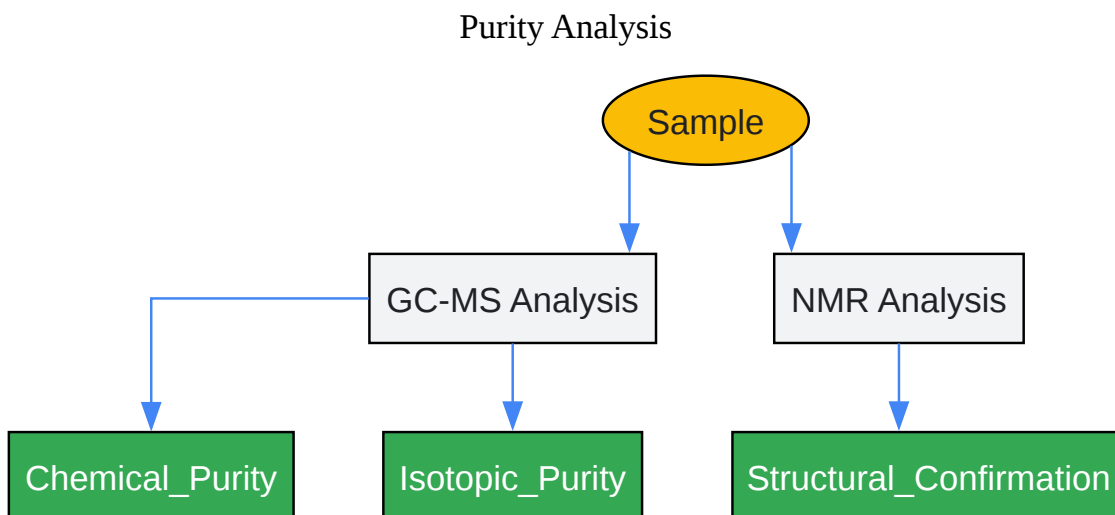 Purity Analysis
Sample
GC-MS Analysis
NMR Analysis
Chemical_Purity
Isotopic_Purity
Structural_Confirmation